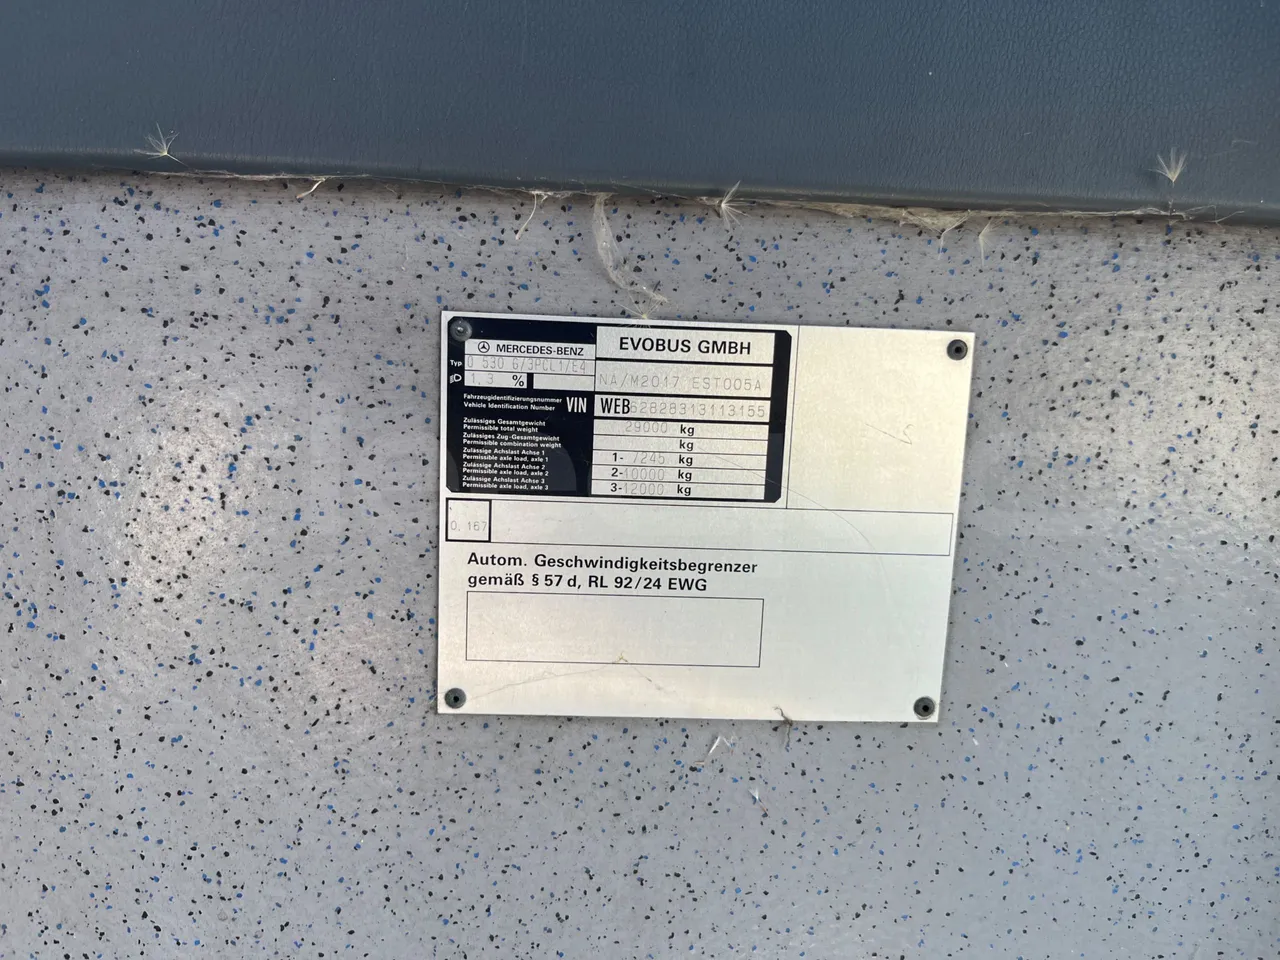 MERCEDES-BENZ
EVOBUS GMBH
Typ O 530 G/3PCL1/E4
NA/M2017 EST005A
1,3 %
Fahrzeugidentifizierungsnummer
Vehicle Identification Number
VIN WEB62828313113155
Zulässiges Gesamtgewicht
Permissible total weight
29000 kg
Zulässiges Zug-Gesamtgewicht
Permissible combination weight
kg
Zulässige Achslast Achse 1
Permissible axle load, axle 1
1- 7245 kg
Zulässige Achslast Achse 2
Permissible axle load, axle 2
2-10000 kg
Zulässige Achslast Achse 3
Permissible axle load, axle 3
3-12000 kg
0,167
Autom. Geschwindigkeitsbegrenzer
gemäß § 57 d, RL 92/24 EWG